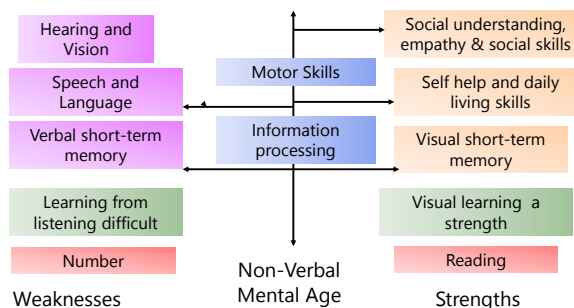 Hearing and
Vision
Speech and
Language
Verbal short-term
memory
Learning from
listening difficult
Number
Weaknesses
Motor Skills
Information
processing
Non-Verbal
Mental Age
Social understanding,
empathy & social skills
Self help and daily
living skills
Visual short-term
memory
Visual learning a
strength
Reading
Strengths